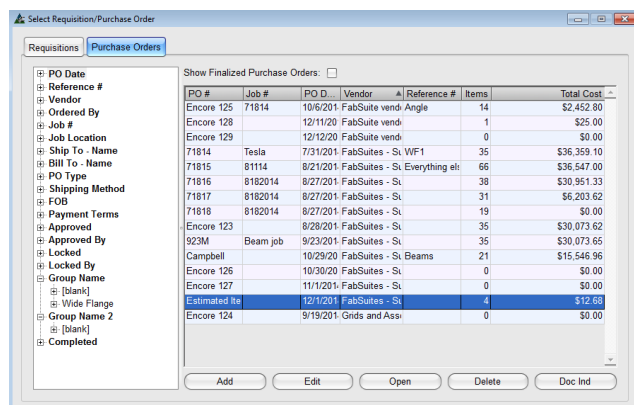 Select Requisition/Purchase Order
Requisitions Purchase Orders
Show Finalized Purchase Orders:
PO Date
Reference #
Vendor
Ordered By
Job #
Job Location
Ship To - Name
Bill To - Name
PO Type
Shipping Method
FOB
Payment Terms
Approved
Approved By
Locked
Locked By
Group Name
[blank]
Wide Flange
Group Name 2
[blank]
Completed
PO # Job # PO D... Vendor Reference # Items Total Cost
Encore 125 71814 10/6/201 FabSuite vend Angle 14 $2,452.80
Encore 128 12/11/20 FabSuite vend 1 $25.00
Encore 129 12/12/20 FabSuite vend 0 $0.00
71814 Tesla 7/31/201 FabSuites - Su WF1 35 $36,359.10
71815 81114 8/21/201 FabSuites - Su Everything els 66 $36,547.00
71816 8182014 8/27/201 FabSuites - Su 38 $30,951.33
71817 8182014 8/27/201 FabSuites - Su 31 $6,203.62
71818 8182014 8/27/201 FabSuites - Su 19 $0.00
Encore 123 8/28/201 FabSuites - Su 35 $30,073.62
923M Beam job 9/23/201 FabSuites - Su 35 $30,073.65
Campbell 10/29/20 FabSuites - Su Beams 21 $15,546.96
Encore 126 10/30/20 FabSuites - Su 0 $0.00
Encore 127 11/1/201 FabSuites - Su 0 $0.00
Estimated Ite 12/1/201 FabSuites - Su 4 $12.68
Encore 124 9/19/201 Grids and Ass 0 $0.00
Add Edit Open Delete Doc Ind